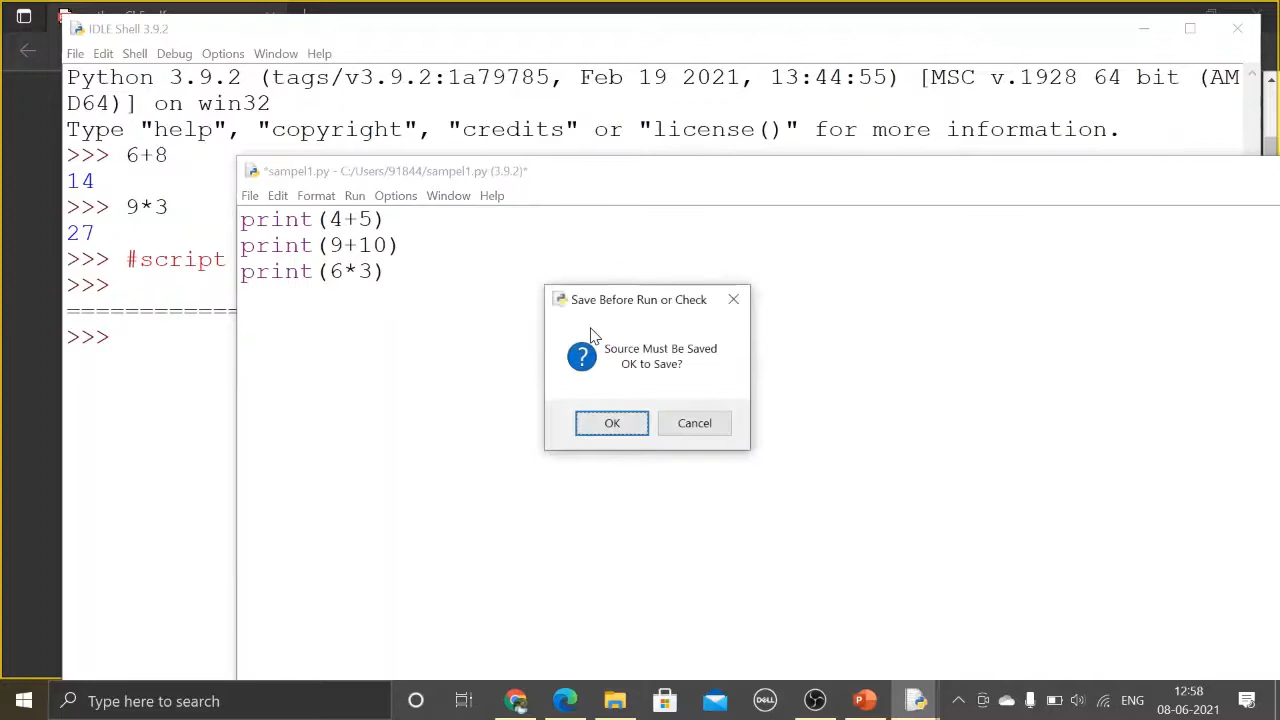 IDLE Shell 3.9.2
File Edit Shell Debug Options Window Help
Python 3.9.2 (tags/v3.9.2:1a79785, Feb 19 2021, 13:44:55) [MSC v.1928 64 bit (AM
D64)] on win32
Type "help", "copyright", "credits" or "license()" for more information.
>>> 6+8
14
>>> 9*3
27
>>> #script
>>>
============
>>>
*sampel1.py - C:/Users/91844/sampel1.py (3.9.2)*
File Edit Format Run Options Window Help
print(4+5)
print(9+10)
print(6*3)
Save Before Run or Check
Source Must Be Saved
OK to Save?
OK Cancel
Type here to search
DELL
ENG
12:58
08-06-2021